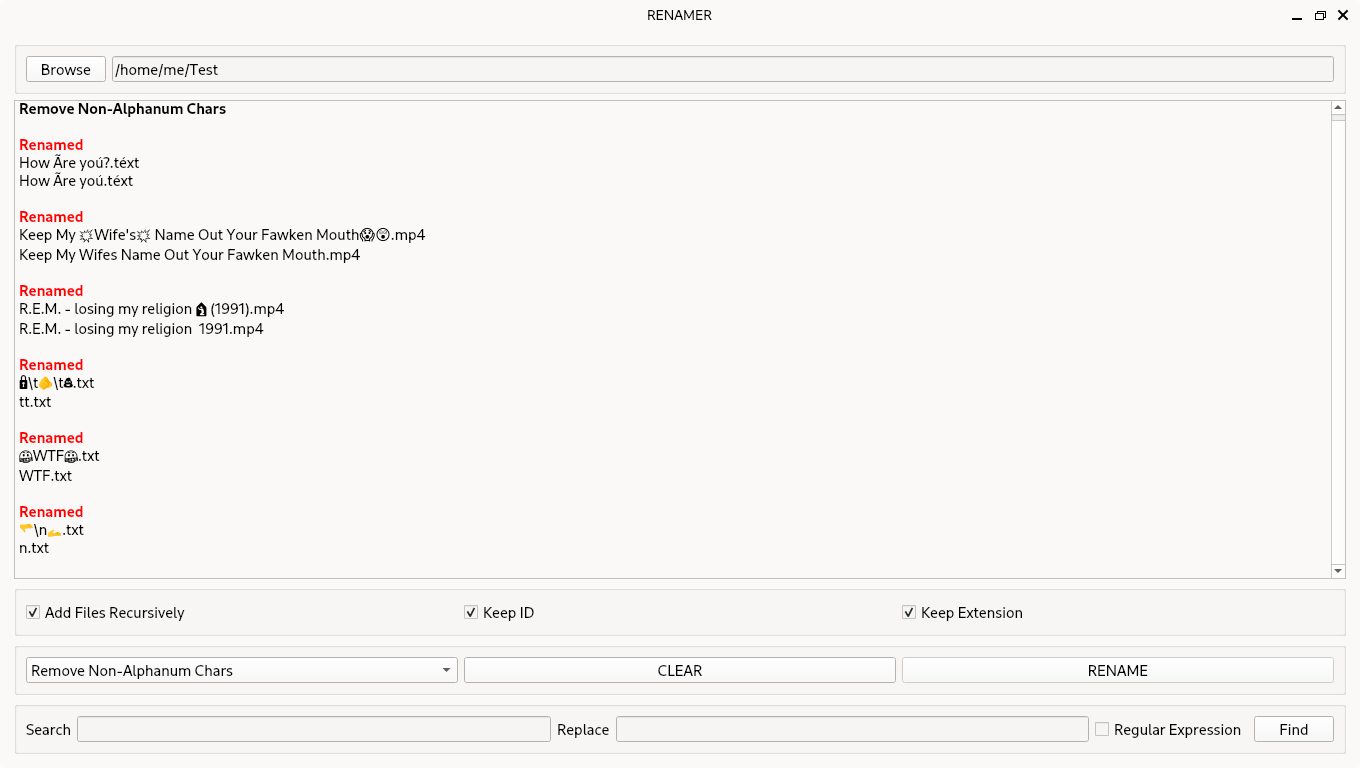 RENAMER
Browse /home/me/Test
Remove Non-Alphanum Chars
Renamed
How Ãre yoú?.téxt
How Ãre yoú.téxt
Renamed
Keep My 💥Wife's💥 Name Out Your Fawken Mouth😱😲.mp4
Keep My Wifes Name Out Your Fawken Mouth.mp4
Renamed
R.E.M. - losing my religion (1991).mp4
R.E.M. - losing my religion  1991.mp4
Renamed
\t\t.txt
tt.txt
Renamed
😀WTF😀.txt
WTF.txt
Renamed
\n.txt
n.txt
Add Files Recursively Keep ID Keep Extension
Remove Non-Alphanum Chars CLEAR RENAME
Search Replace Regular Expression Find